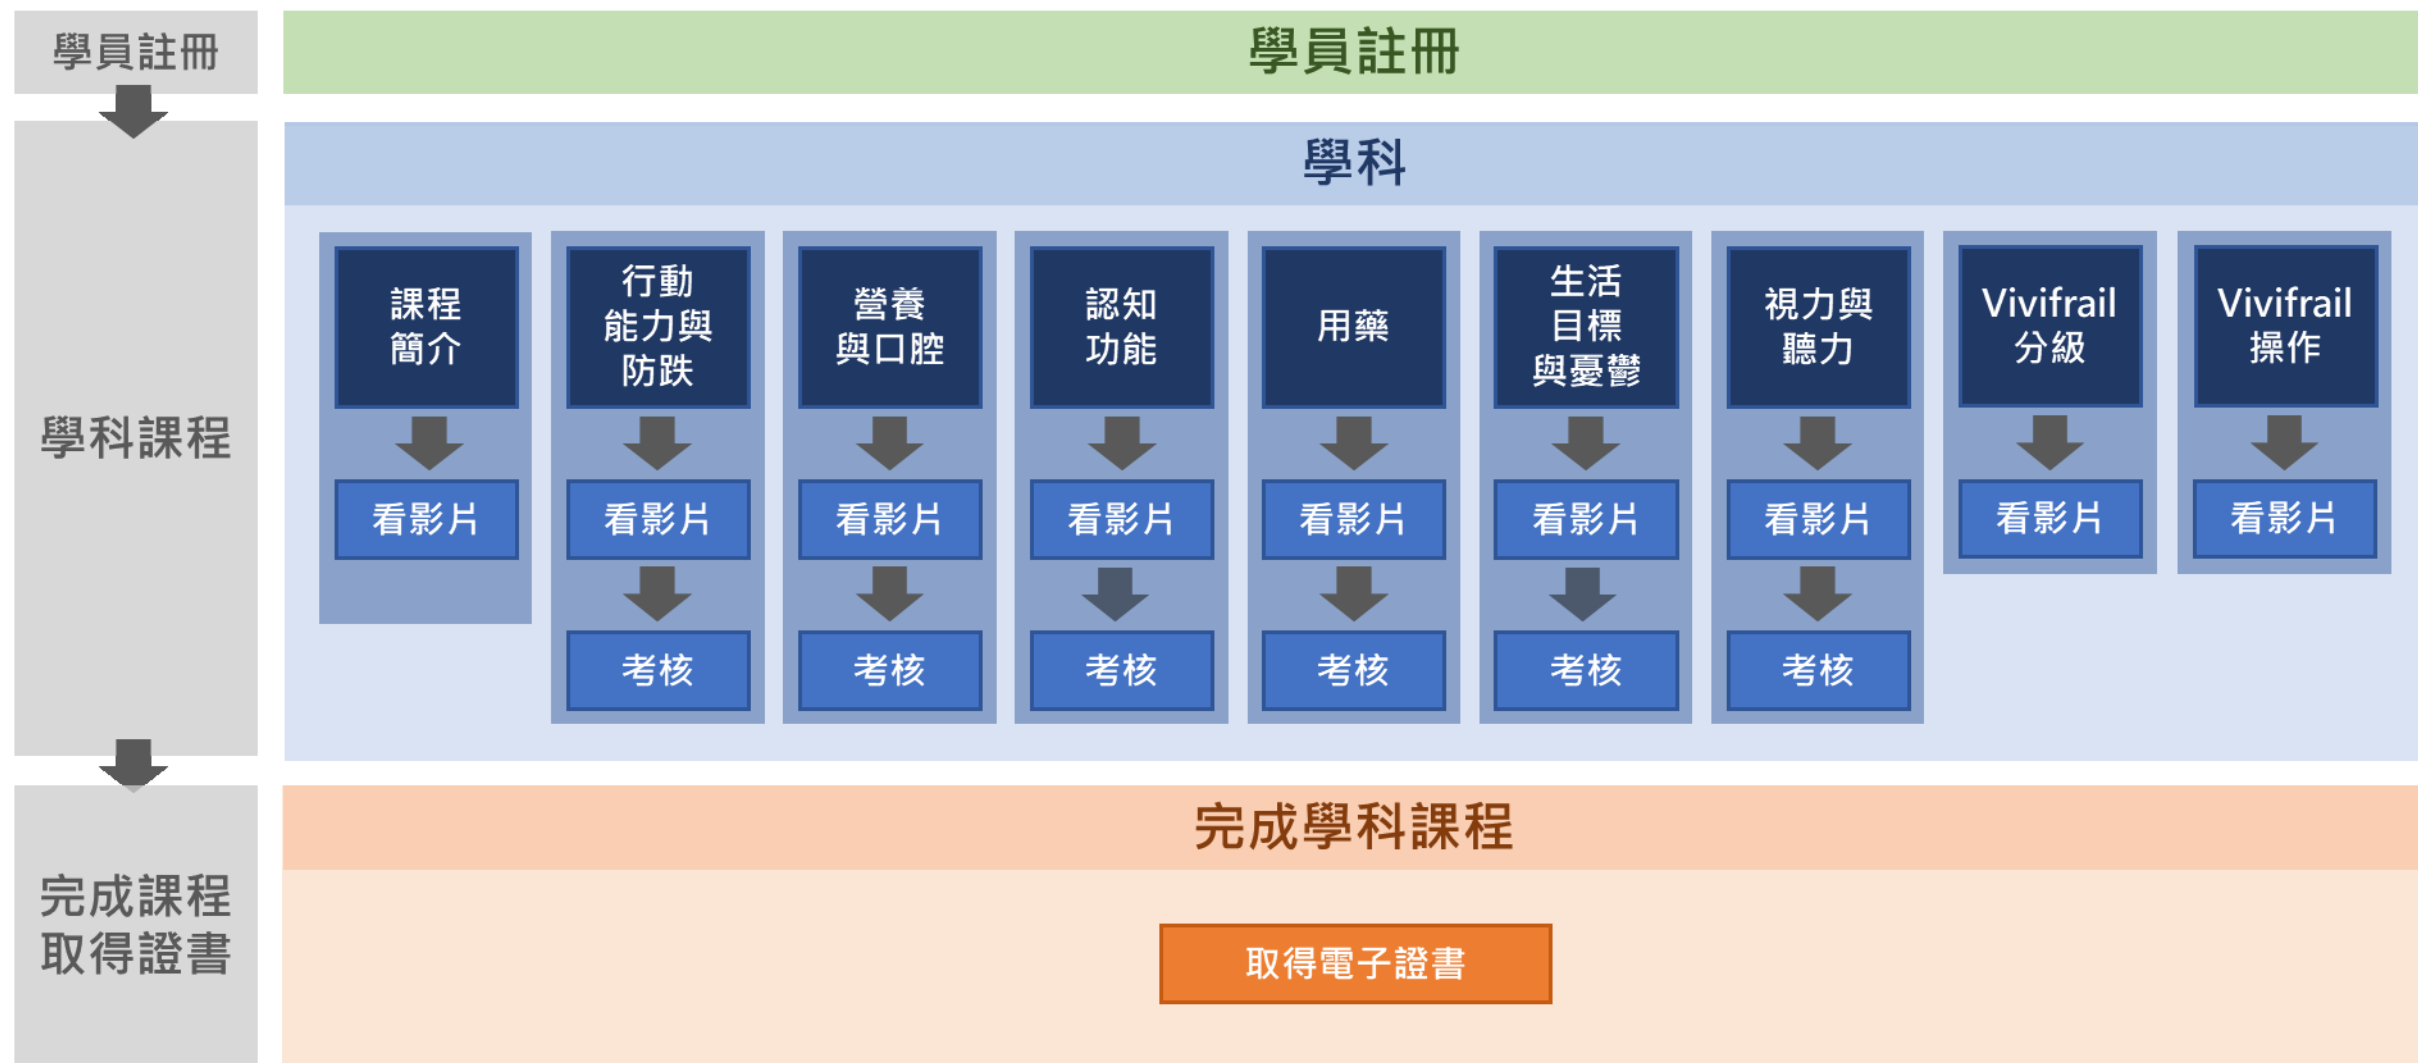 學員註冊
學員註冊
學科課程
學科
課程
簡介
看影片
行動
能力與
防跌
看影片
考核
營養
與口腔
看影片
考核
認知
功能
看影片
考核
用藥
看影片
考核
生活
目標
與憂鬱
看影片
考核
視力與
聽力
看影片
考核
Vivifrail
分級
看影片
Vivifrail
操作
看影片
完成課程
取得證書
完成學科課程
取得電子證書